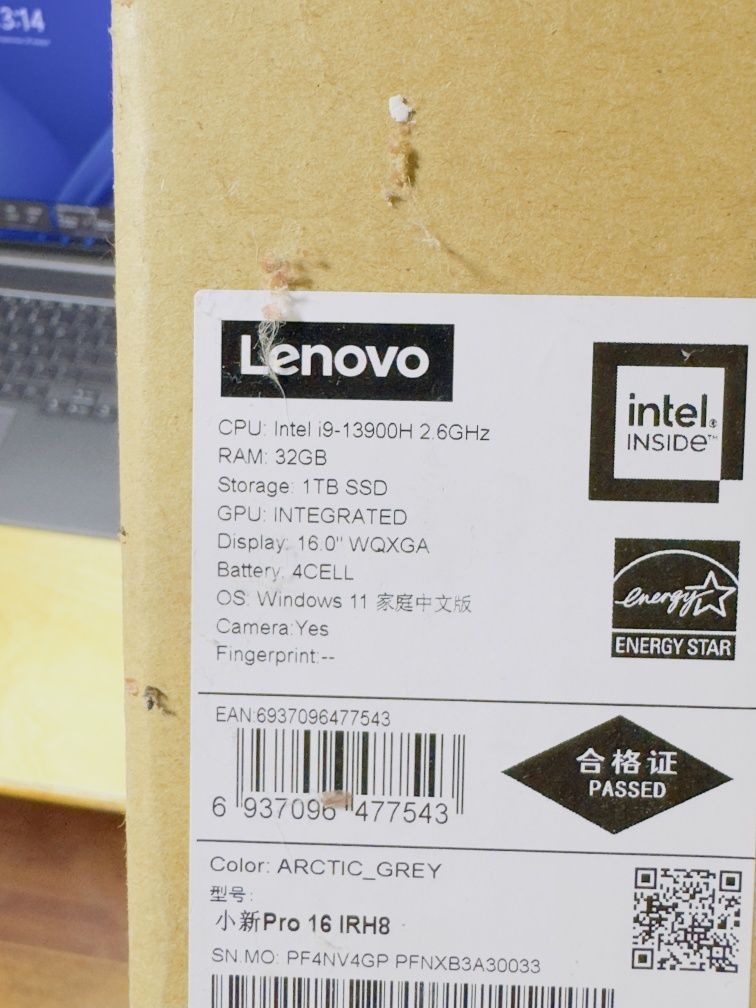 3:14
Lenovo
CPU: Intel i9-13900H 2.6GHz
RAM: 32GB
Storage: 1TB SSD
GPU: INTEGRATED
Display: 16.0" WQXGA
Battery: 4CELL
OS: Windows 11 家庭中文版
Camera:Yes
Fingerprint:--
intel.
INSIDE™
energy
ENERGY STAR
EAN:6937096477543
6 937096 477543
合格证
PASSED
Color: ARCTIC_GREY
型号:
小新Pro 16 IRH8
SN.MO: PF4NV4GP PFNXB3A30033